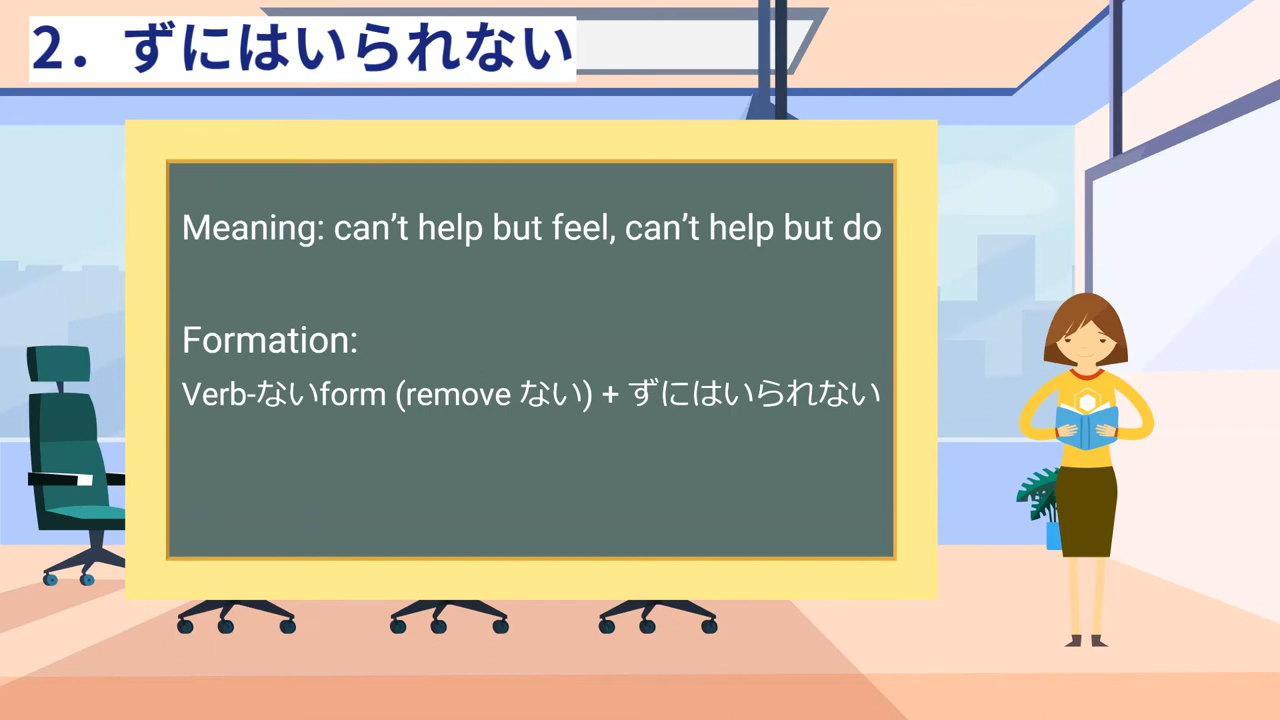 2．ずにはいられない
Meaning: can’t help but feel, can’t help but do
Formation:
Verb-ないform (remove ない) + ずにはいられない